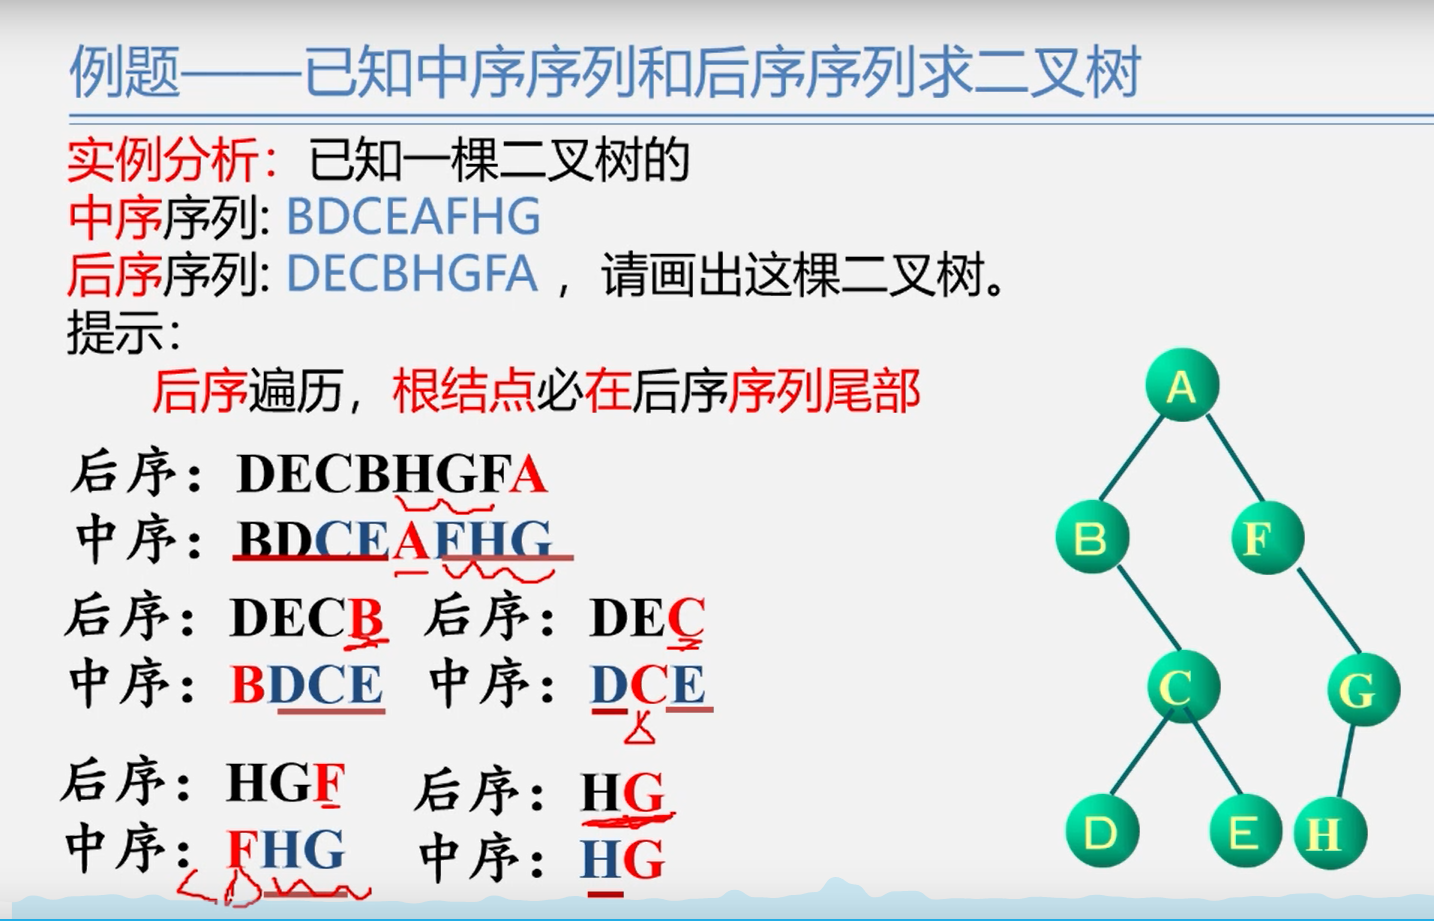 例题——已知中序序列和后序序列求二叉树
实例分析：已知一棵二叉树的
中序序列: BDCEAFHG
后序序列: DECBHGFA ，请画出这棵二叉树。
提示：
后序遍历，根结点必在后序序列尾部
后序：DECBHGFA
中序：BDCEAFHG
后序：DECB 后序：DEC
中序：BDCE 中序：DCE
后序：HGF 后序：HG
中序：FHG 中序：HG
A
B F
C G
D E H